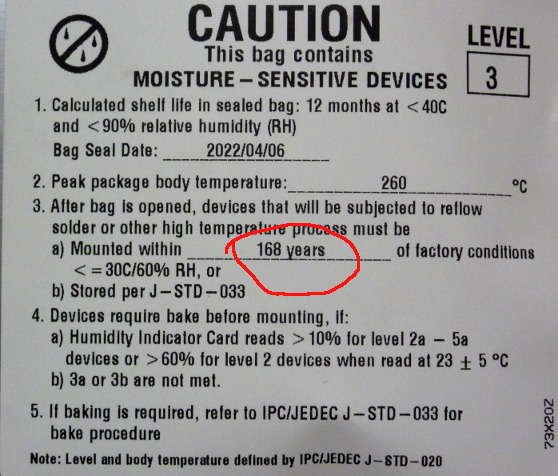 CAUTION
This bag contains
MOISTURE – SENSITIVE DEVICES
LEVEL
3
1. Calculated shelf life in sealed bag: 12 months at < 40C
and < 90% relative humidity (RH)
Bag Seal Date: 2022/04/06
2. Peak package body temperature: 260 °C
3. After bag is opened, devices that will be subjected to reflow
solder or other high temperature process must be
a) Mounted within 168 years of factory conditions
< = 30C/60% RH, or
b) Stored per J – STD – 033
4. Devices require bake before mounting, if:
a) Humidity Indicator Card reads > 10% for level 2a – 5a
devices or > 60% for level 2 devices when read at 23 ± 5 °C
b) 3a or 3b are not met.
5. If baking is required, refer to IPC/JEDEC J – STD – 033 for
bake procedure
Note: Level and body temperature defined by IPC/JEDEC J – STD – 020
73X20Z